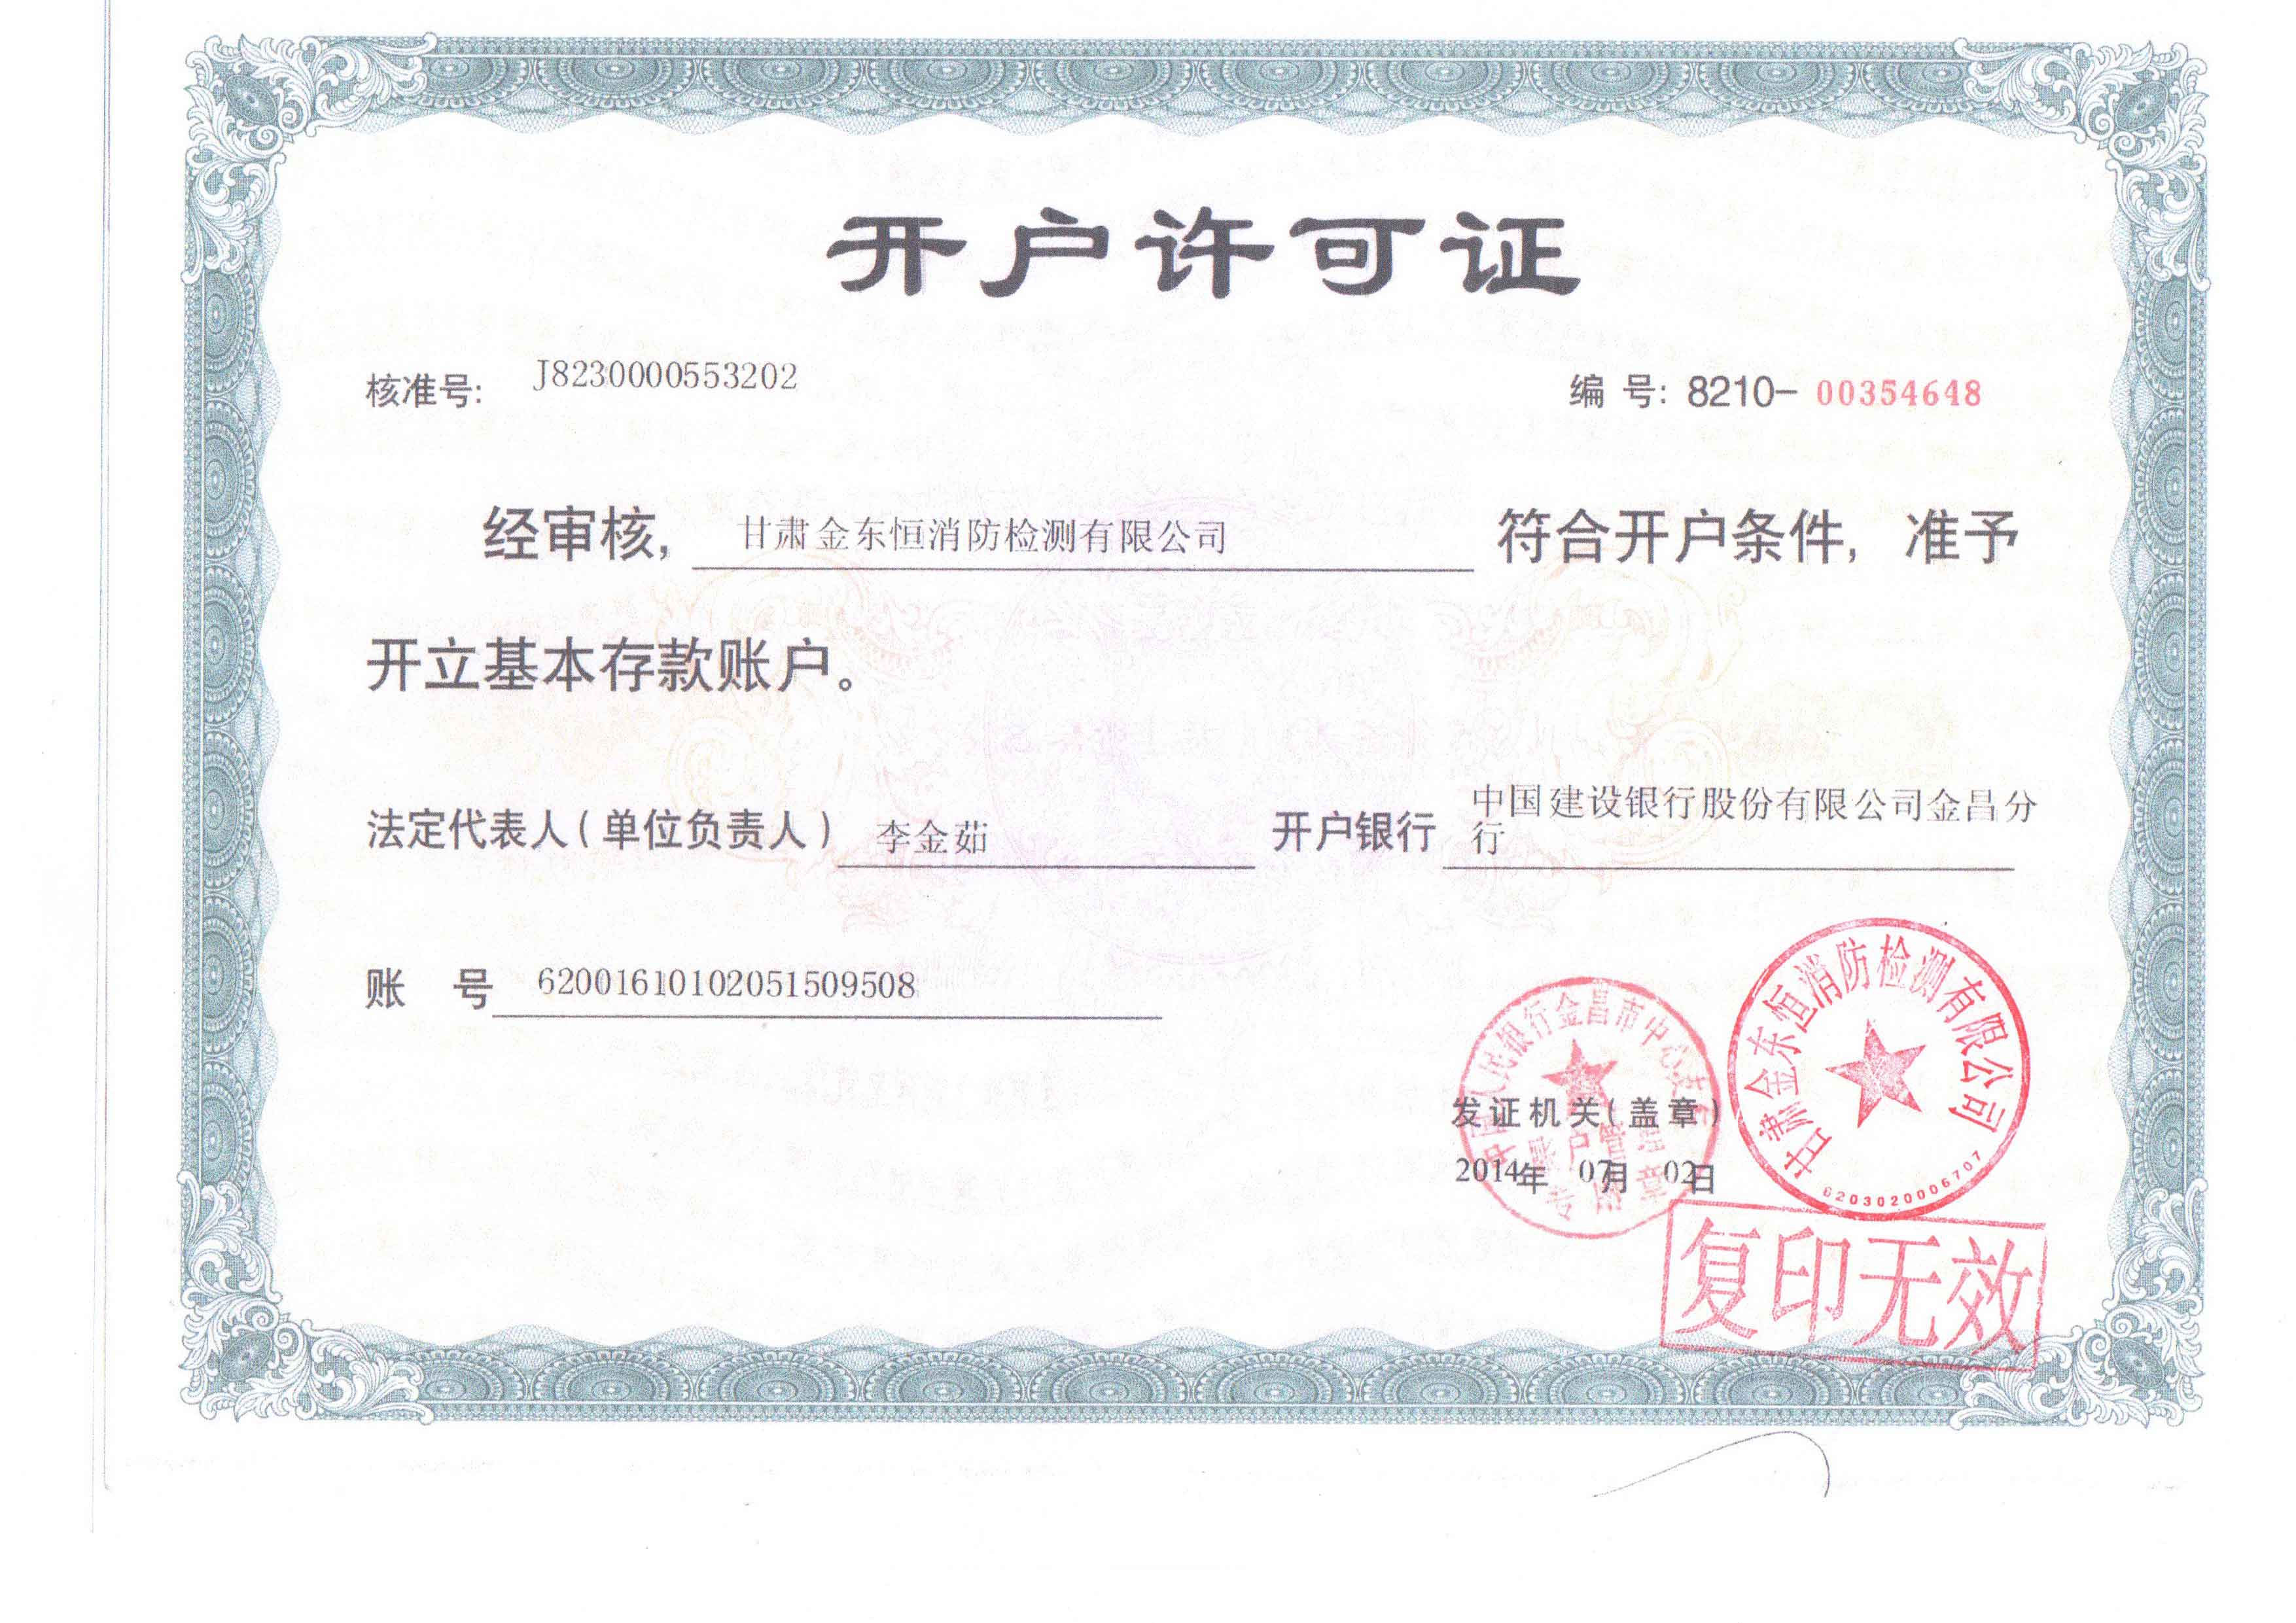 开户许可证
核准号: J8230000553202
编 号: 8210- 00354648
经审核, 甘肃金东恒消防检测有限公司 符合开户条件, 准予
开立基本存款账户。
法定代表人(单位负责人) 李金茹
开户银行 中国建设银行股份有限公司金昌分
行
账 号 62001610102051509508
中国人民银行金昌市中心支行
账户管理
专用章
发证机关(盖章)
2014年 07月 02日
甘肃金东恒消防检测有限公司
6203020006707
复印无效